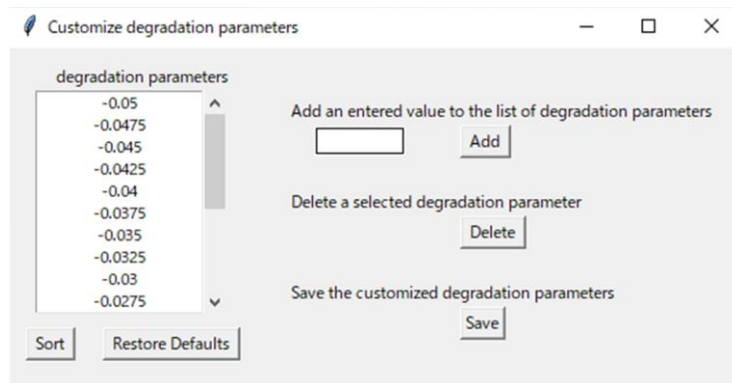 Customize degradation parameters
degradation parameters
-0.05
-0.0475
-0.045
-0.0425
-0.04
-0.0375
-0.035
-0.0325
-0.03
-0.0275
Sort
Restore Defaults
Add an entered value to the list of degradation parameters
Add
Delete a selected degradation parameter
Delete
Save the customized degradation parameters
Save